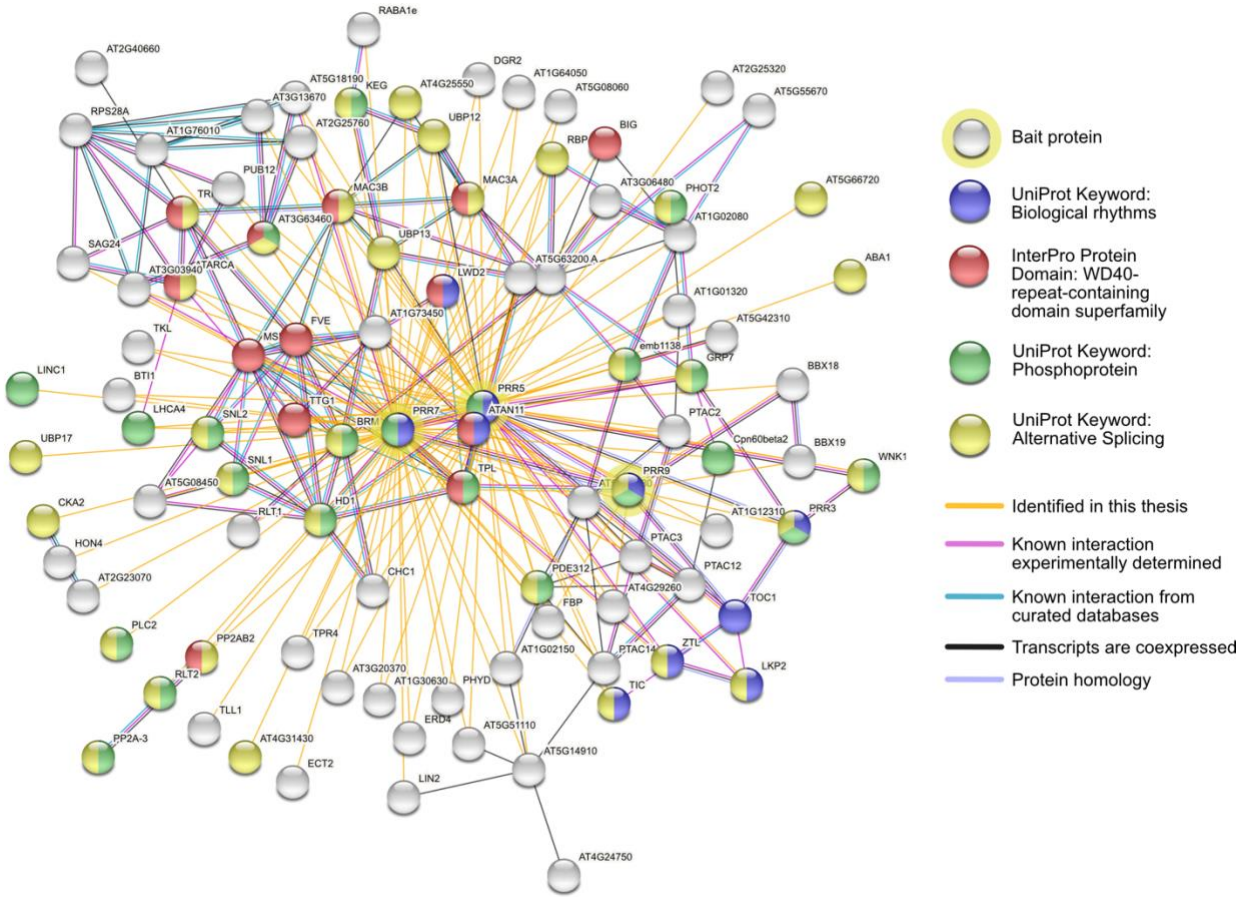 RABA1e
AT2G40660
DGR2
AT1G64050
AT5G08060
AT2G25320
AT5G55670
AT5G18190
KEG
AT4G25550
AT3G13670
RPS28A
AT1G76010
AT2G25760
UBP12
RBP
BIG
PUB12
MAC3B
MAC3A
AT3G06480
PHOT2
AT5G66720
AT1G02080
AT3G63460
SAG24
UBP13
AT5G63200
ATARCA
AT3G03940
LWD2
ABA1
AT1G01320
TKL
FVE
AT1G73450
AT5G42310
emb1138
GRP7
LINC1
BTI1
PRR5
BBX18
TTG1
LHCA4
SNL2
BRM
PRR7
ATAN11
PTAC2
UBP17
Cpn60beta2
BBX19
SNL1
TPL
PRR9
WNK1
AT5G08450
CKA2
RLT1
HD1
AT1G12310
PRR3
HON4
PTAC3
AT2G23070
CHC1
PDE312
PTAC12
AT4G29260
TOC1
FBP
PLC2
PP2AB2
TPR4
AT1G02150
PTAC14
ZTL
AT3G20370
AT1G30630
PHYD
LKP2
RLT2
TIC
TLL1
ERD4
AT5G51110
PP2A-3
AT4G31430
AT5G14910
ECT2
LIN2
AT4G24750
Bait protein
UniProt Keyword:
Biological rhythms
InterPro Protein
Domain: WD40-
repeat-containing
domain superfamily
UniProt Keyword:
Phosphoprotein
UniProt Keyword:
Alternative Splicing
Identified in this thesis
Known interaction
experimentally determined
Known interaction from
curated databases
Transcripts are coexpressed
Protein homology